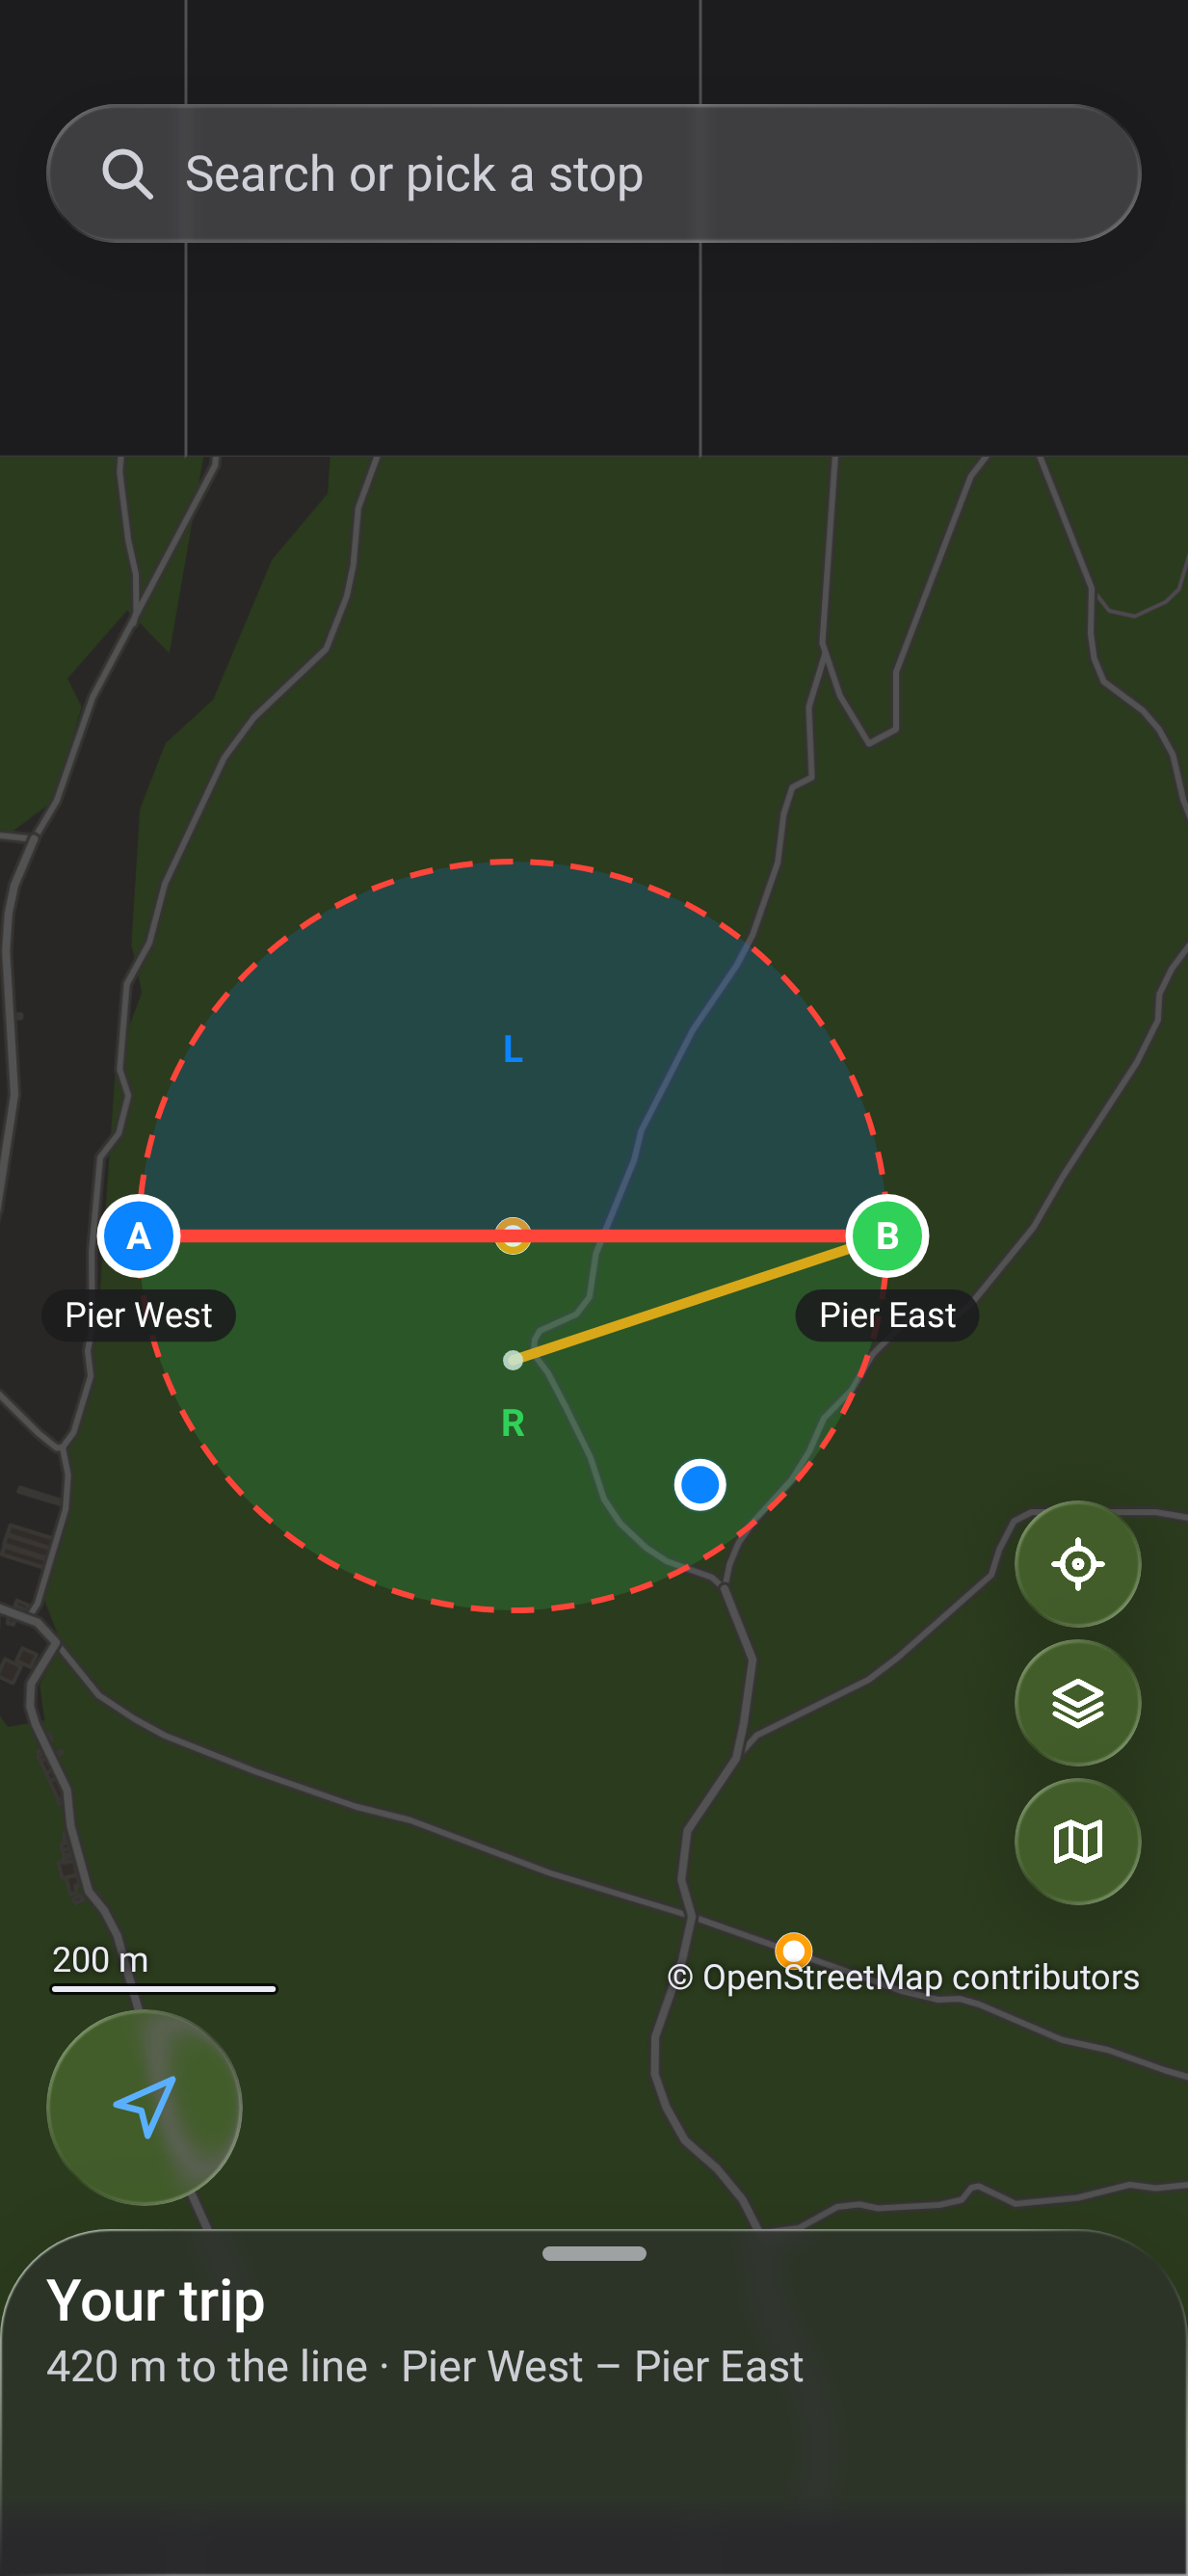 Search or pick a stop
L
A
B
Pier West
Pier East
R
200 m
© OpenStreetMap contributors
Your trip
420 m to the line · Pier West – Pier East